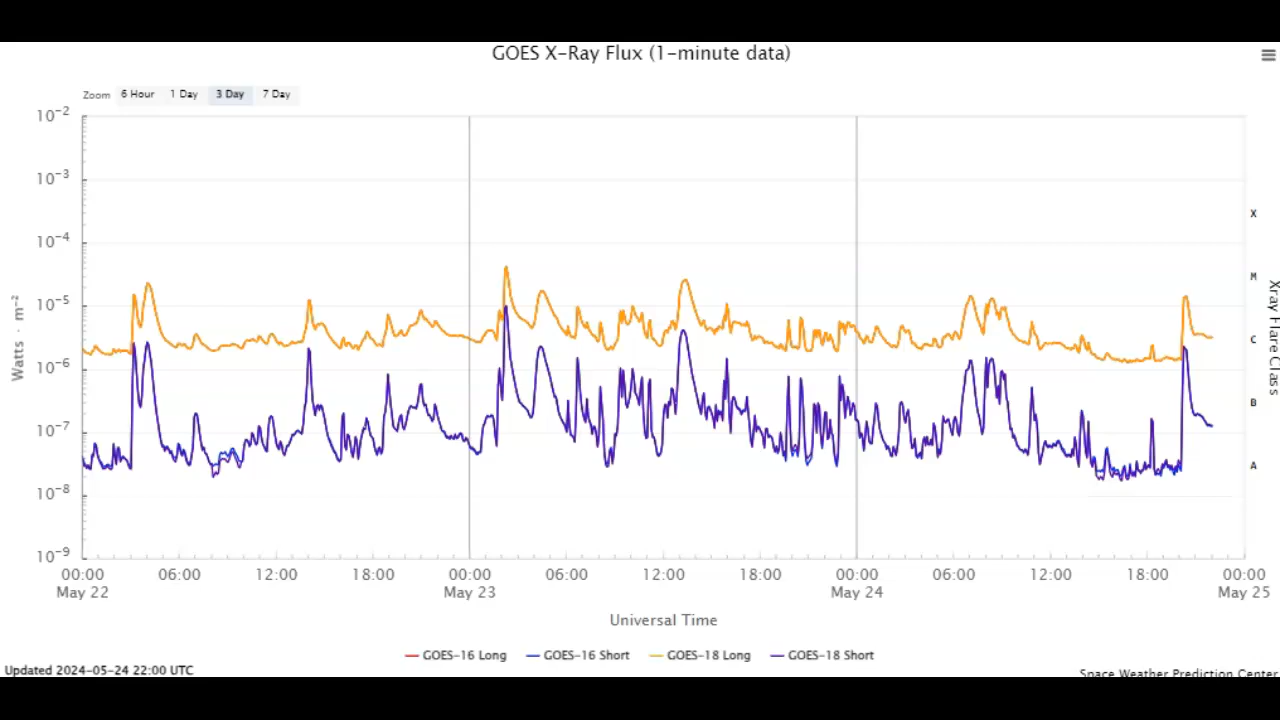 GOES X-Ray Flux (1-minute data)
Zoom 6 Hour 1 Day 3 Day 7 Day
10⁻²
10⁻³
10⁻⁴
10⁻⁵
10⁻⁶
10⁻⁷
10⁻⁸
10⁻⁹
Watts · m⁻²
X
M
C
B
A
Xray Flare Class
00:00 06:00 12:00 18:00 00:00 06:00 12:00 18:00 00:00 06:00 12:00 18:00 00:00
May 22 May 23 May 24 May 25
Universal Time
GOES-16 Long GOES-16 Short GOES-18 Long GOES-18 Short
Updated 2024-05-24 22:00 UTC
Space Weather Prediction Center